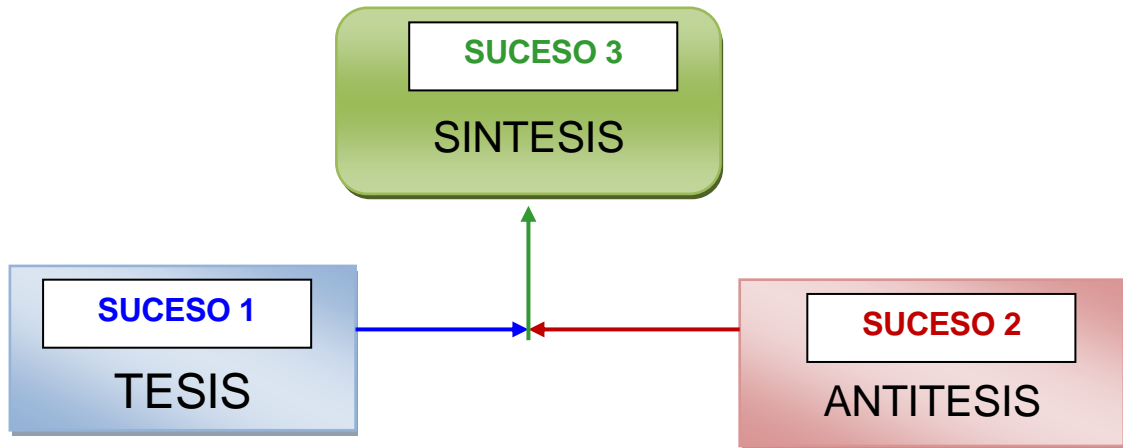 SUCESO 3
SINTESIS
SUCESO 1
TESIS
SUCESO 2
ANTITESIS